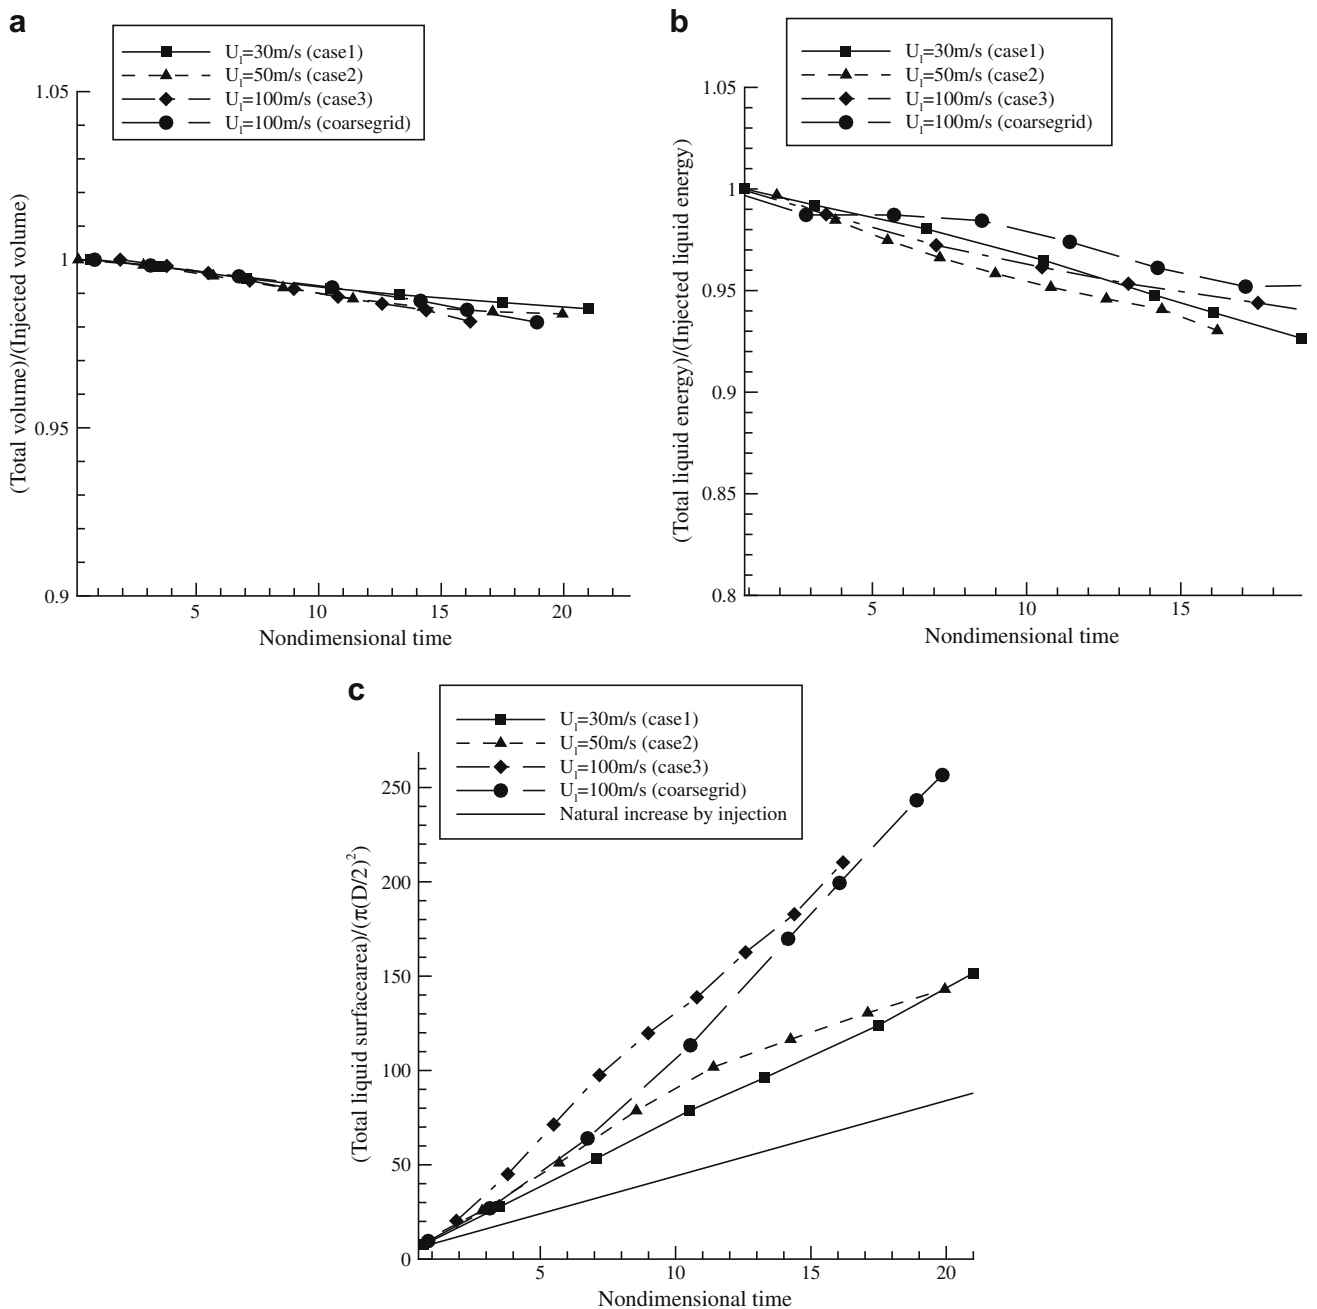 a
U_l=30m/s (case1)
U_l=50m/s (case2)
U_l=100m/s (case3)
U_l=100m/s (coarsegrid)
1.05
1
0.95
0.9
(Total volume)/(Injected volume)
5 10 15 20
Nondimensional time
b
U_l=30m/s (case1)
U_l=50m/s (case2)
U_l=100m/s (case3)
U_l=100m/s (coarsegrid)
1.05
1
0.95
0.9
0.85
0.8
(Total liquid energy)/(Injected liquid energy)
5 10 15
Nondimensional time
c
U_l=30m/s (case1)
U_l=50m/s (case2)
U_l=100m/s (case3)
U_l=100m/s (coarsegrid)
Natural increase by injection
250
200
150
100
50
0
(Total liquid surfacearea)/(π(D/2)²)
5 10 15 20
Nondimensional time